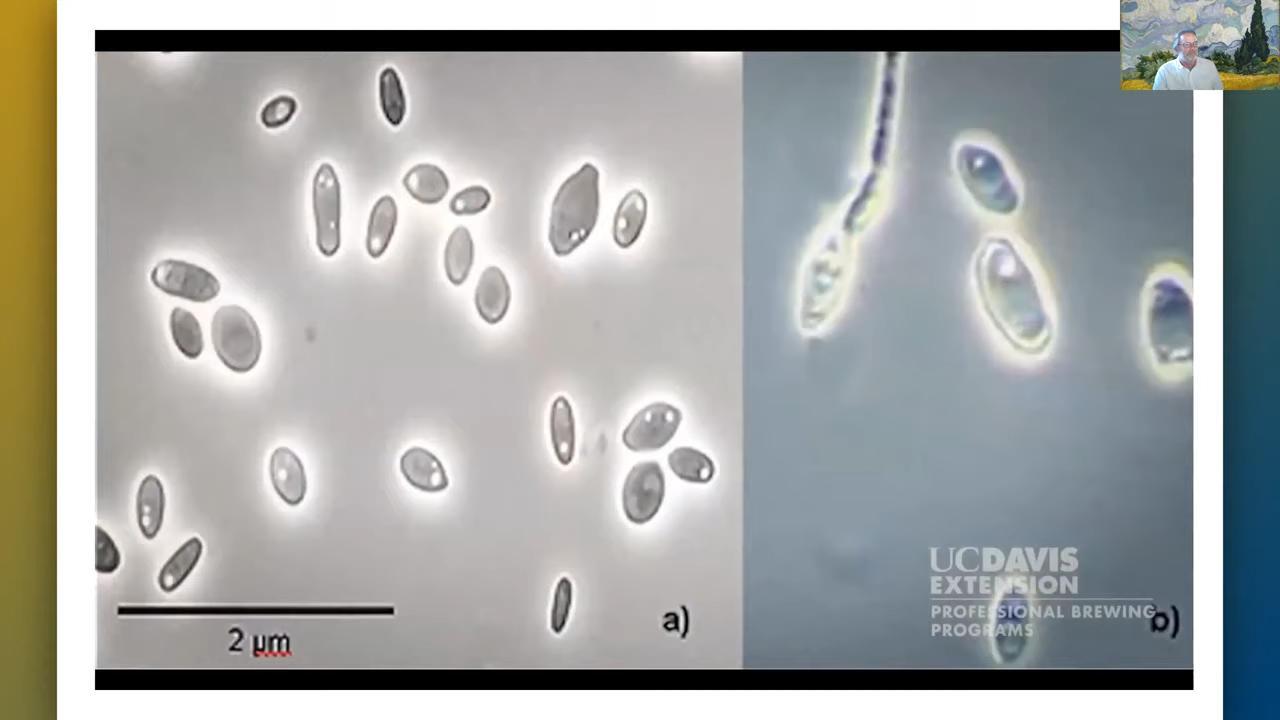 2 µm
a)
UCDAVIS
EXTENSION
PROFESSIONAL BREWING
PROGRAMS
b)